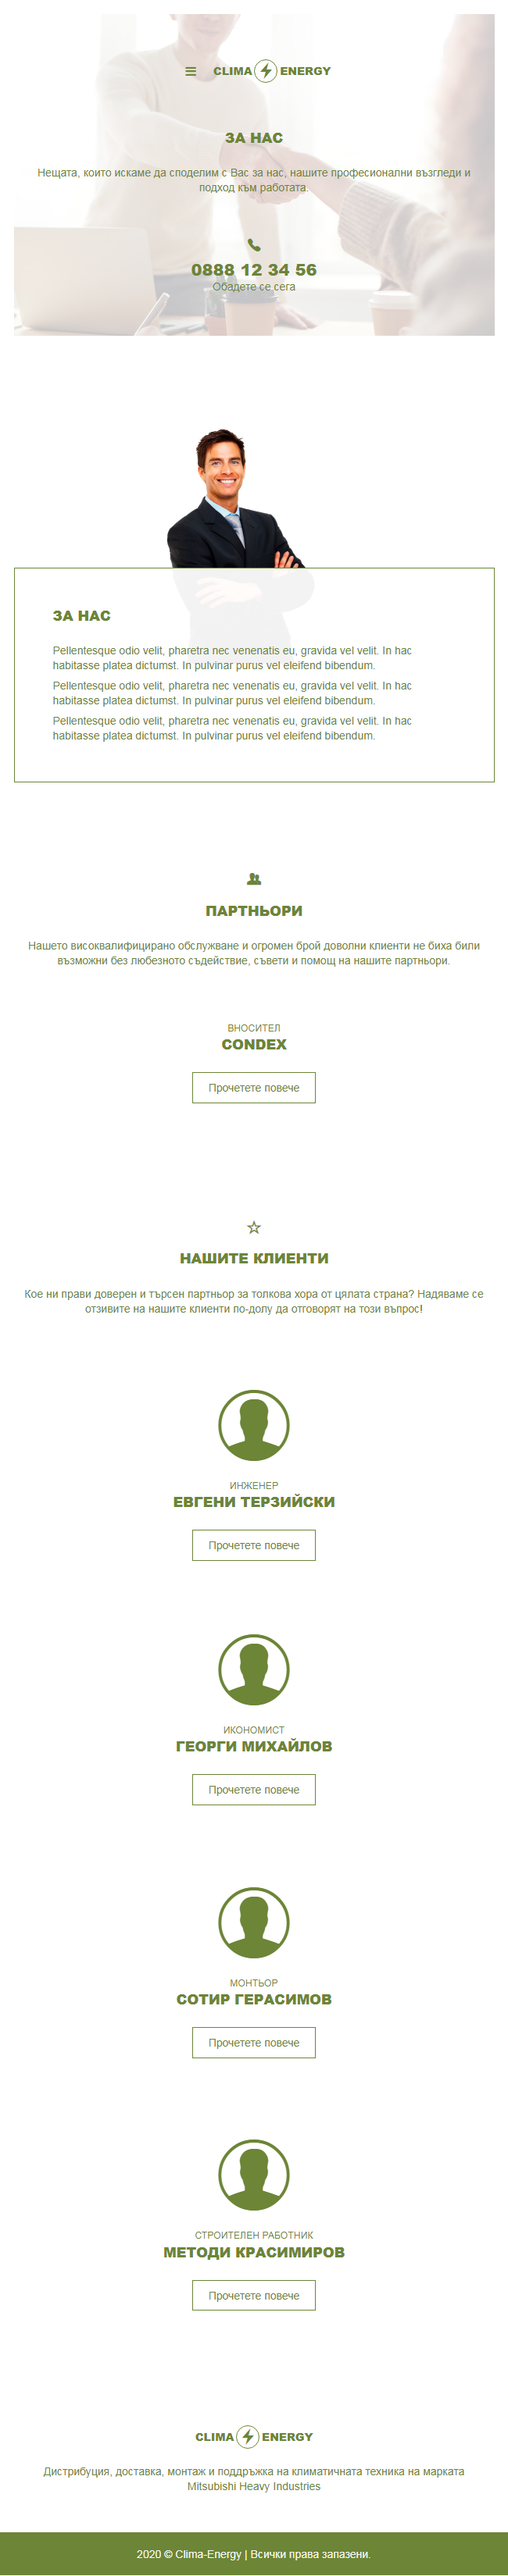 CLIMA ENERGY
ЗА НАС
Нещата, които искаме да споделим с Вас за нас, нашите професионални възгледи и
подход към работата.
0888 12 34 56
Обадете се сега
ЗА НАС
Pellentesque odio velit, pharetra nec venenatis eu, gravida vel velit. In hac
habitasse platea dictumst. In pulvinar purus vel eleifend bibendum.
Pellentesque odio velit, pharetra nec venenatis eu, gravida vel velit. In hac
habitasse platea dictumst. In pulvinar purus vel eleifend bibendum.
Pellentesque odio velit, pharetra nec venenatis eu, gravida vel velit. In hac
habitasse platea dictumst. In pulvinar purus vel eleifend bibendum.
ПАРТНЬОРИ
Нашето висококвалифицирано обслужване и огромен брой доволни клиенти не биха били
възможни без любезното съдействие, съвети и помощ на нашите партньори.
ВНОСИТЕЛ
CONDEX
Прочетете повече
НАШИТЕ КЛИЕНТИ
Кое ни прави доверен и търсен партньор за толкова хора от цялата страна? Надяваме се
отзивите на нашите клиенти по-долу да отговорят на този въпрос!
ИНЖЕНЕР
ЕВГЕНИ ТЕРЗИЙСКИ
Прочетете повече
ИКОНОМИСТ
ГЕОРГИ МИХАЙЛОВ
Прочетете повече
МОНТЬОР
СОТИР ГЕРАСИМОВ
Прочетете повече
СТРОИТЕЛЕН РАБОТНИК
МЕТОДИ КРАСИМИРОВ
Прочетете повече
CLIMA ENERGY
Дистрибуция, доставка, монтаж и поддръжка на климатичната техника на марката
Mitsubishi Heavy Industries
2020 © Clima-Energy | Всички права запазени.